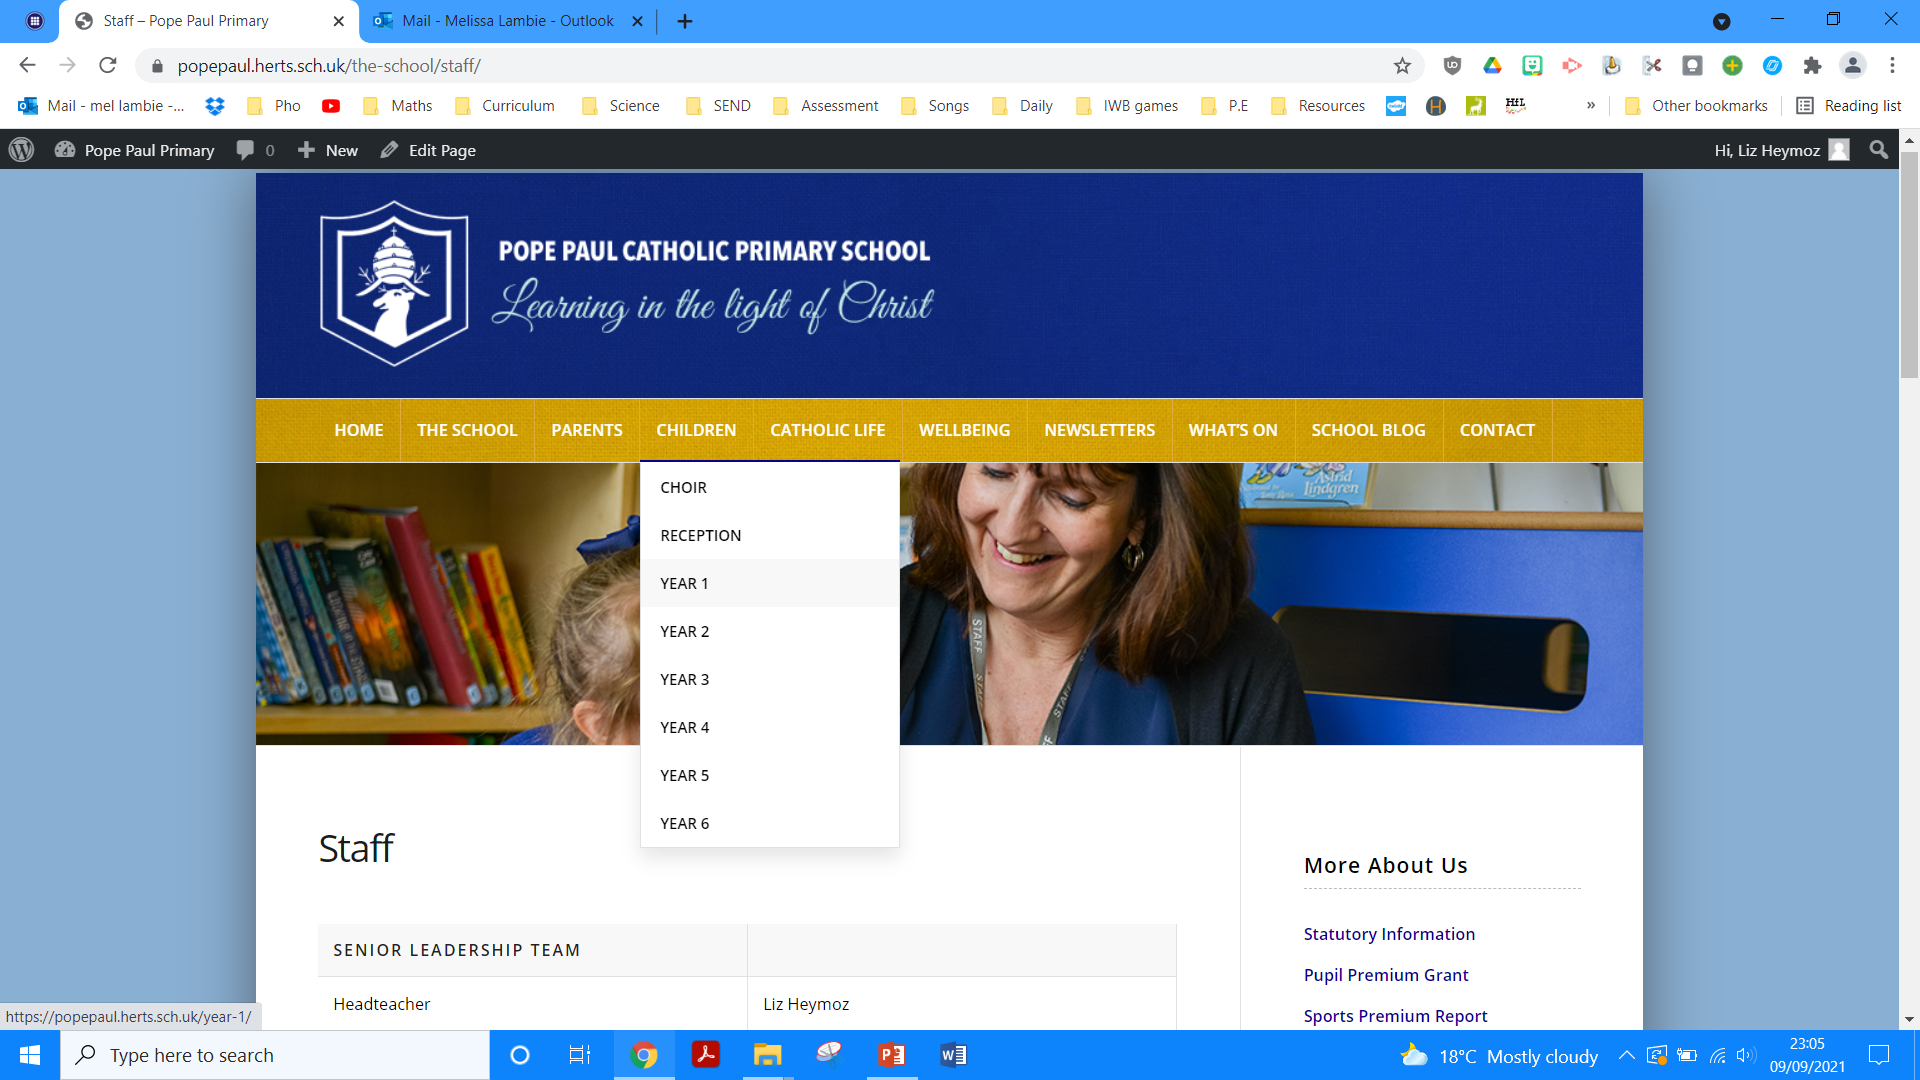 Staff – Pope Paul Primary
Mail - Melissa Lambie - Outlook
popepaul.herts.sch.uk/the-school/staff/
Mail - mel lambie -... Pho Maths Curriculum Science SEND Assessment Songs Daily IWB games P.E Resources HfL » Other bookmarks Reading list
Pope Paul Primary 0 New Edit Page Hi, Liz Heymoz
POPE PAUL CATHOLIC PRIMARY SCHOOL
Learning in the light of Christ
HOME THE SCHOOL PARENTS CHILDREN CATHOLIC LIFE WELLBEING NEWSLETTERS WHAT'S ON SCHOOL BLOG CONTACT
CHOIR
RECEPTION
YEAR 1
YEAR 2
YEAR 3
YEAR 4
YEAR 5
YEAR 6
Astrid
Lindgren
STAFF
STAFF
Staff
SENIOR LEADERSHIP TEAM
Headteacher Liz Heymoz
More About Us
Statutory Information
Pupil Premium Grant
Sports Premium Report
https://popepaul.herts.sch.uk/year-1/
Type here to search
18°C Mostly cloudy
23:05
09/09/2021